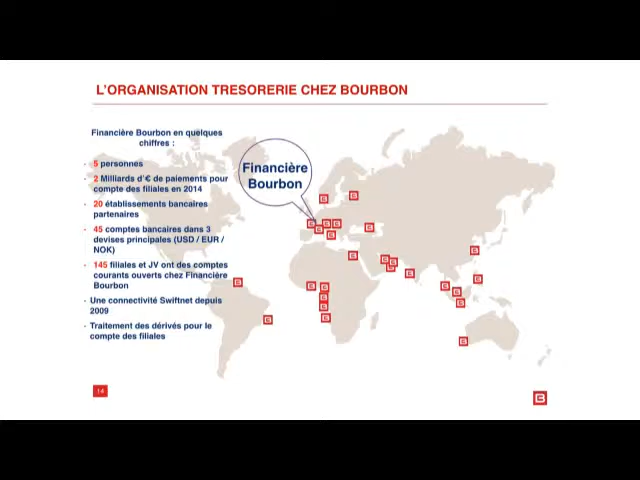 L'ORGANISATION TRESORERIE CHEZ BOURBON
Financière Bourbon en quelques
chiffres :
- 5 personnes
- 2 Milliards d'€ de paiements pour
compte des filiales en 2014
- 20 établissements bancaires
partenaires
- 45 comptes bancaires dans 3
devises principales (USD / EUR /
NOK)
- 145 filiales et JV ont des comptes
courants ouverts chez Financière
Bourbon
- Une connectivité Swiftnet depuis
2009
- Traitement des dérivés pour le
compte des filiales
Financière
Bourbon
14